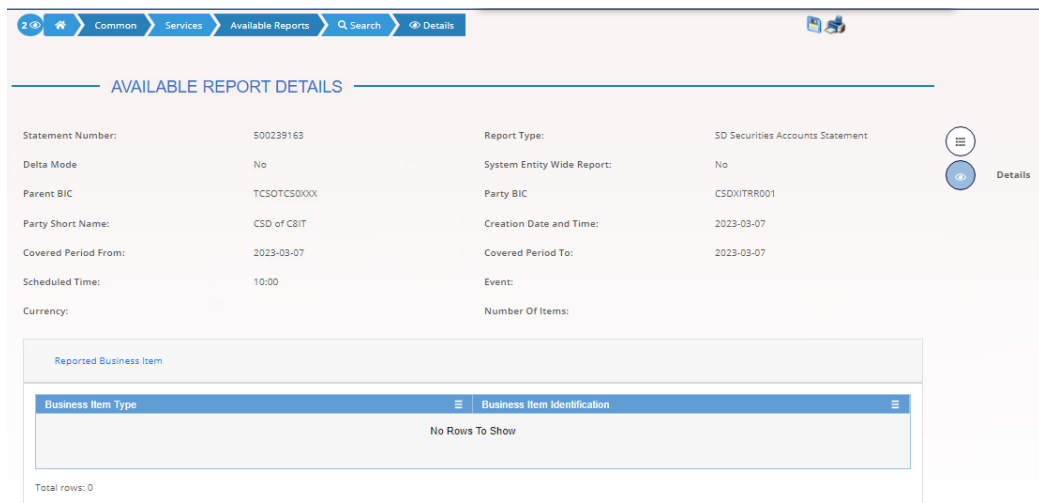 2 Common Services Available Reports Search Details
AVAILABLE REPORT DETAILS
Statement Number: 500239163 Report Type: SD Securities Accounts Statement
Delta Mode No System Entity Wide Report: No
Details
Parent BIC TCSOTCS0XXX Party BIC CSDXITRR001
Party Short Name: CSD of C8IT Creation Date and Time: 2023-03-07
Covered Period From: 2023-03-07 Covered Period To: 2023-03-07
Scheduled Time: 10:00 Event:
Currency: Number Of Items:
Reported Business Item
Business Item Type Business Item Identification
No Rows To Show
Total rows: 0